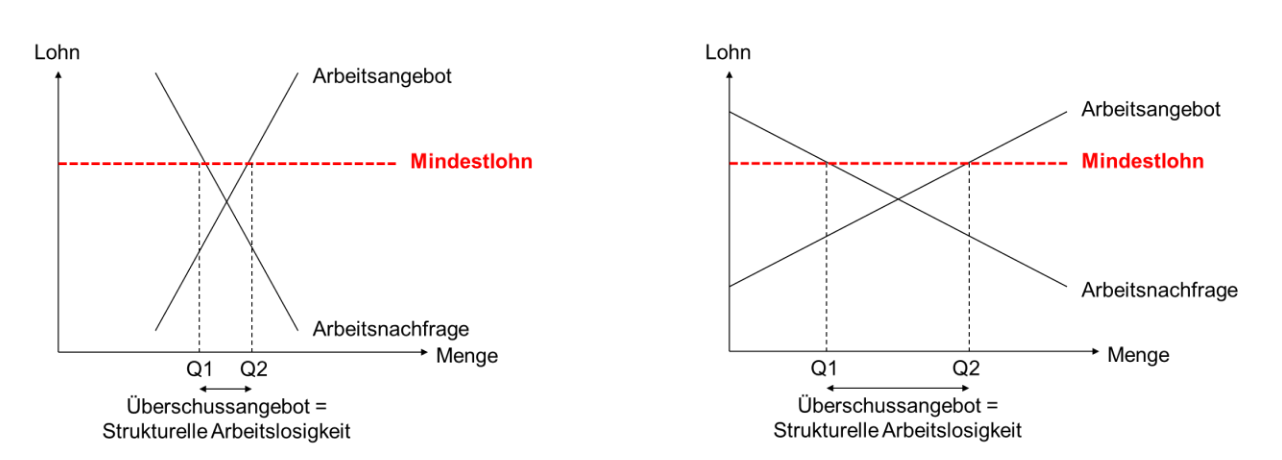 Lohn
Arbeitsangebot
Mindestlohn
Arbeitsnachfrage
Menge
Q1 Q2
Überschussangebot =
Strukturelle Arbeitslosigkeit
Lohn
Arbeitsangebot
Mindestlohn
Arbeitsnachfrage
Menge
Q1 Q2
Überschussangebot =
Strukturelle Arbeitslosigkeit